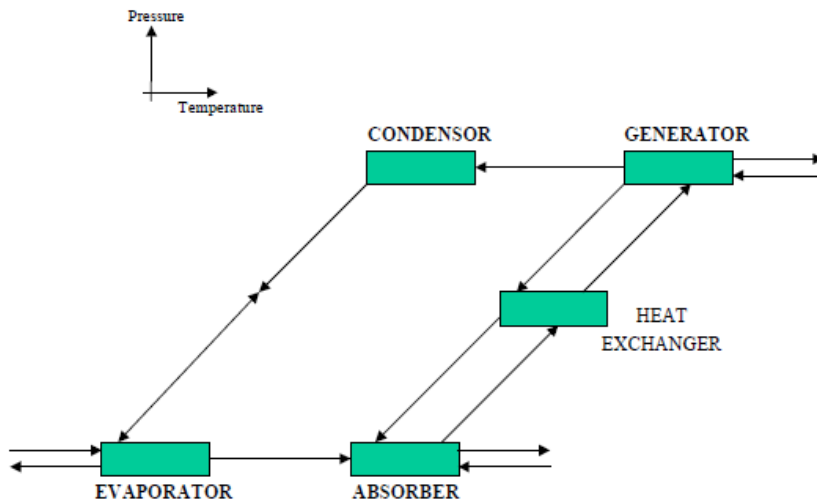 Pressure
Temperature
CONDENSOR
GENERATOR
HEAT
EXCHANGER
EVAPORATOR
ABSORBER